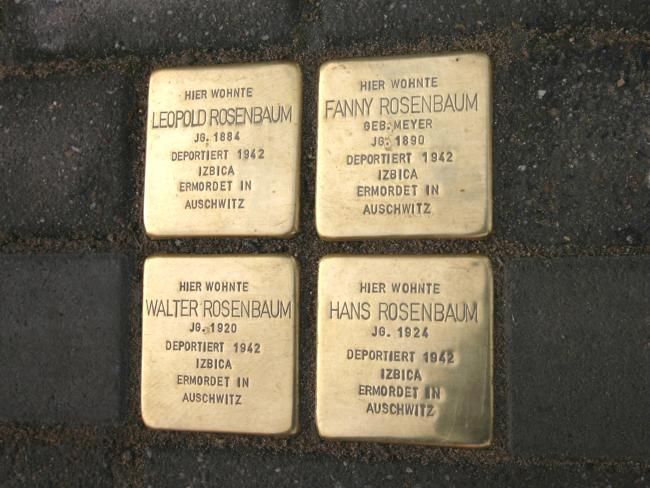 HIER WOHNTE
LEOPOLD ROSENBAUM
JG. 1884
DEPORTIERT 1942
IZBICA
ERMORDET IN
AUSCHWITZ
HIER WOHNTE
FANNY ROSENBAUM
GEB. MEYER
JG. 1890
DEPORTIERT 1942
IZBICA
ERMORDET IN
AUSCHWITZ
HIER WOHNTE
WALTER ROSENBAUM
JG. 1920
DEPORTIERT 1942
IZBICA
ERMORDET IN
AUSCHWITZ
HIER WOHNTE
HANS ROSENBAUM
JG. 1924
DEPORTIERT 1942
IZBICA
ERMORDET IN
AUSCHWITZ